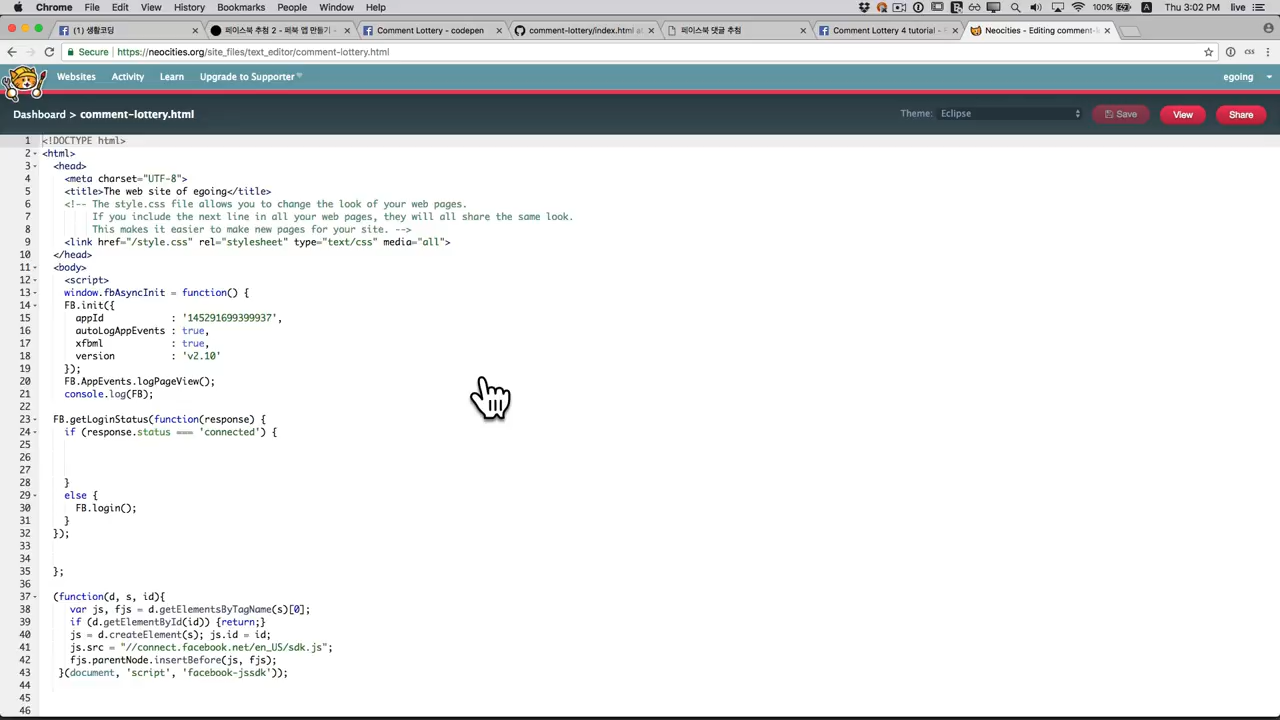 Chrome File Edit View History Bookmarks People Window Help 100% Thu 3:02 PM live
(1) 생활코딩
페이스북 추첨 2 - 퍼북 앱 만들기
Comment Lottery - codepen
comment-lottery/index.html at
페이스북 댓글 추첨
Comment Lottery 4 tutorial - F
Neocities - Editing comment-l
Secure https://neocities.org/site_files/text_editor/comment-lottery.html
css
Websites Activity Learn Upgrade to Supporter egoing
Dashboard > comment-lottery.html Theme: Eclipse Save View Share
1 <!DOCTYPE html>
2 <html>
3 <head>
4 <meta charset="UTF-8">
5 <title>The web site of egoing</title>
6 <!-- The style.css file allows you to change the look of your web pages.
7 If you include the next line in all your web pages, they will all share the same look.
8 This makes it easier to make new pages for your site. -->
9 <link href="/style.css" rel="stylesheet" type="text/css" media="all">
10 </head>
11 <body>
12 <script>
13 window.fbAsyncInit = function() {
14 FB.init({
15 appId : '145291699399937',
16 autoLogAppEvents : true,
17 xfbml : true,
18 version : 'v2.10'
19 });
20 FB.AppEvents.logPageView();
21 console.log(FB);
22
23 FB.getLoginStatus(function(response) {
24 if (response.status === 'connected') {
25
26
27
28 }
29 else {
30 FB.login();
31 }
32 });
33
34
35 };
36
37 (function(d, s, id){
38 var js, fjs = d.getElementsByTagName(s)[0];
39 if (d.getElementById(id)) {return;}
40 js = d.createElement(s); js.id = id;
41 js.src = "//connect.facebook.net/en_US/sdk.js";
42 fjs.parentNode.insertBefore(js, fjs);
43 }(document, 'script', 'facebook-jssdk'));
44
45
46